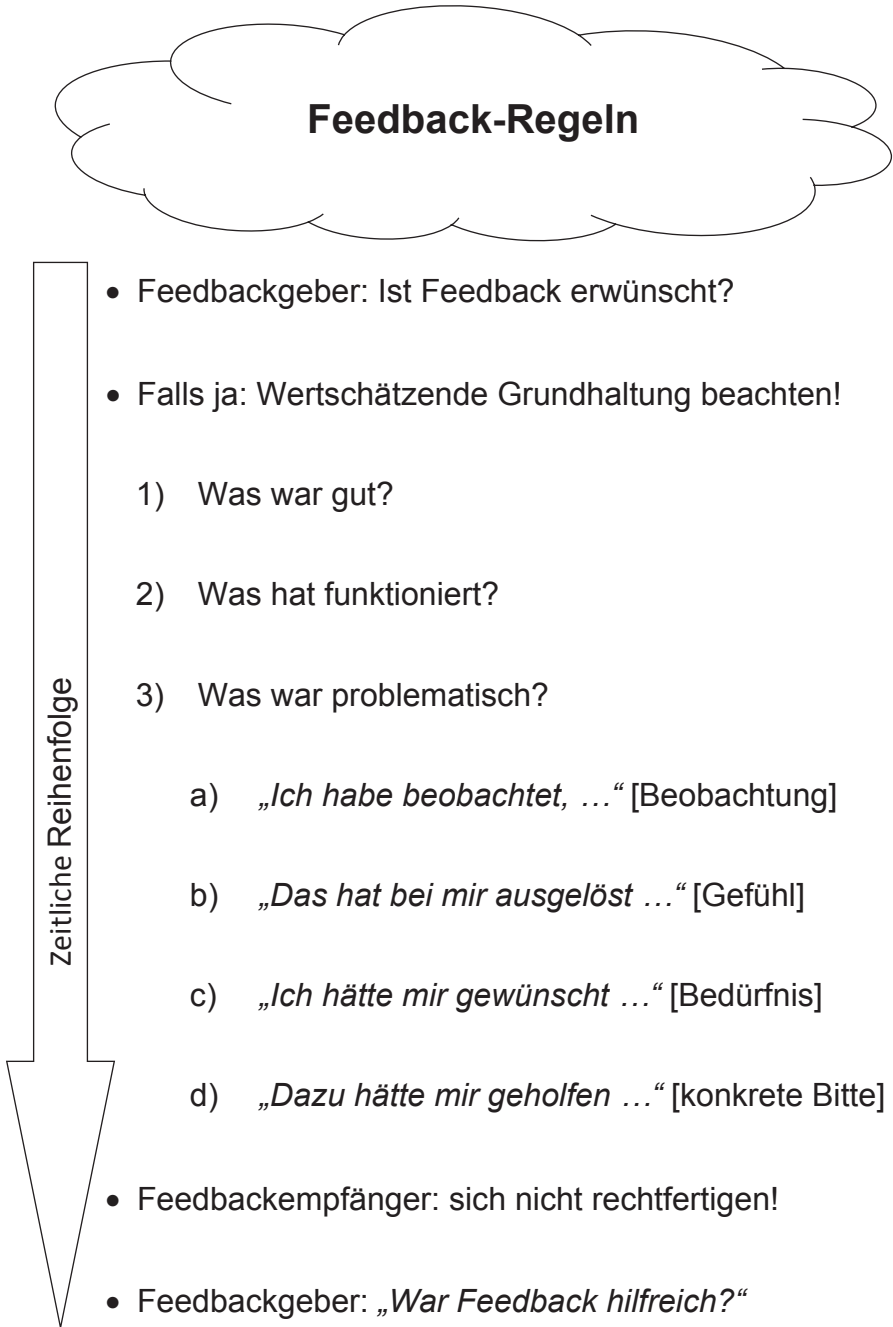 Feedback-Regeln
• Feedbackgeber: Ist Feedback erwünscht?
• Falls ja: Wertschätzende Grundhaltung beachten!
1) Was war gut?
2) Was hat funktioniert?
3) Was war problematisch?
a) „Ich habe beobachtet, …“ [Beobachtung]
b) „Das hat bei mir ausgelöst …“ [Gefühl]
c) „Ich hätte mir gewünscht …“ [Bedürfnis]
d) „Dazu hätte mir geholfen …“ [konkrete Bitte]
• Feedbackempfänger: sich nicht rechtfertigen!
• Feedbackgeber: „War Feedback hilfreich?“
Zeitliche Reihenfolge